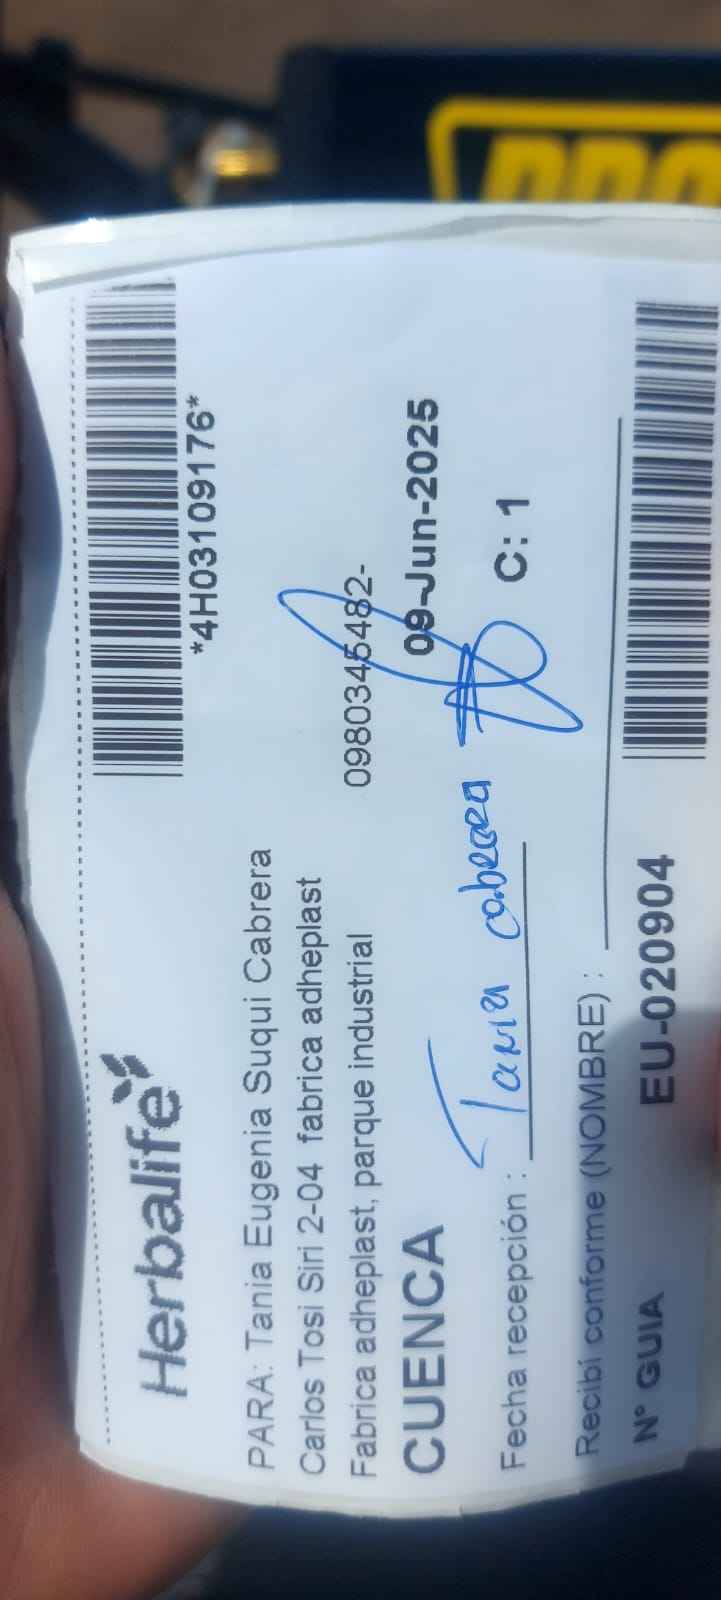 Herbalife
*4H03109176*
PARA: Tania Eugenia Suqui Cabrera
Carlos Tosi Siri 2-04 fabrica adheplast
Fabrica adheplast, parque industrial 0980345482-
CUENCA 09-Jun-2025
Fecha recepción : Tania cabrera C: 1
Recibí conforme (NOMBRE) :
N° GUIA EU-020904